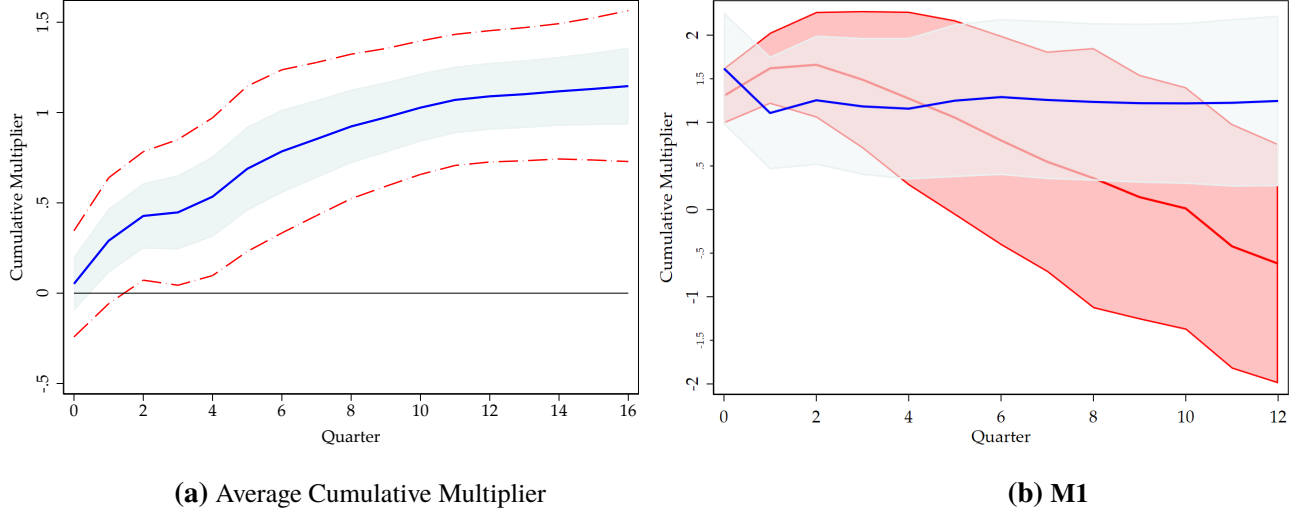 Cumulative Multiplier
1.5
1
.5
0
-.5
0 2 4 6 8 10 12 14 16
Quarter
(a) Average Cumulative Multiplier
Cumulative Multiplier
2
1.5
1
.5
0
-.5
-1
-1.5
-2
0 2 4 6 8 10 12
Quarter
(b) M1